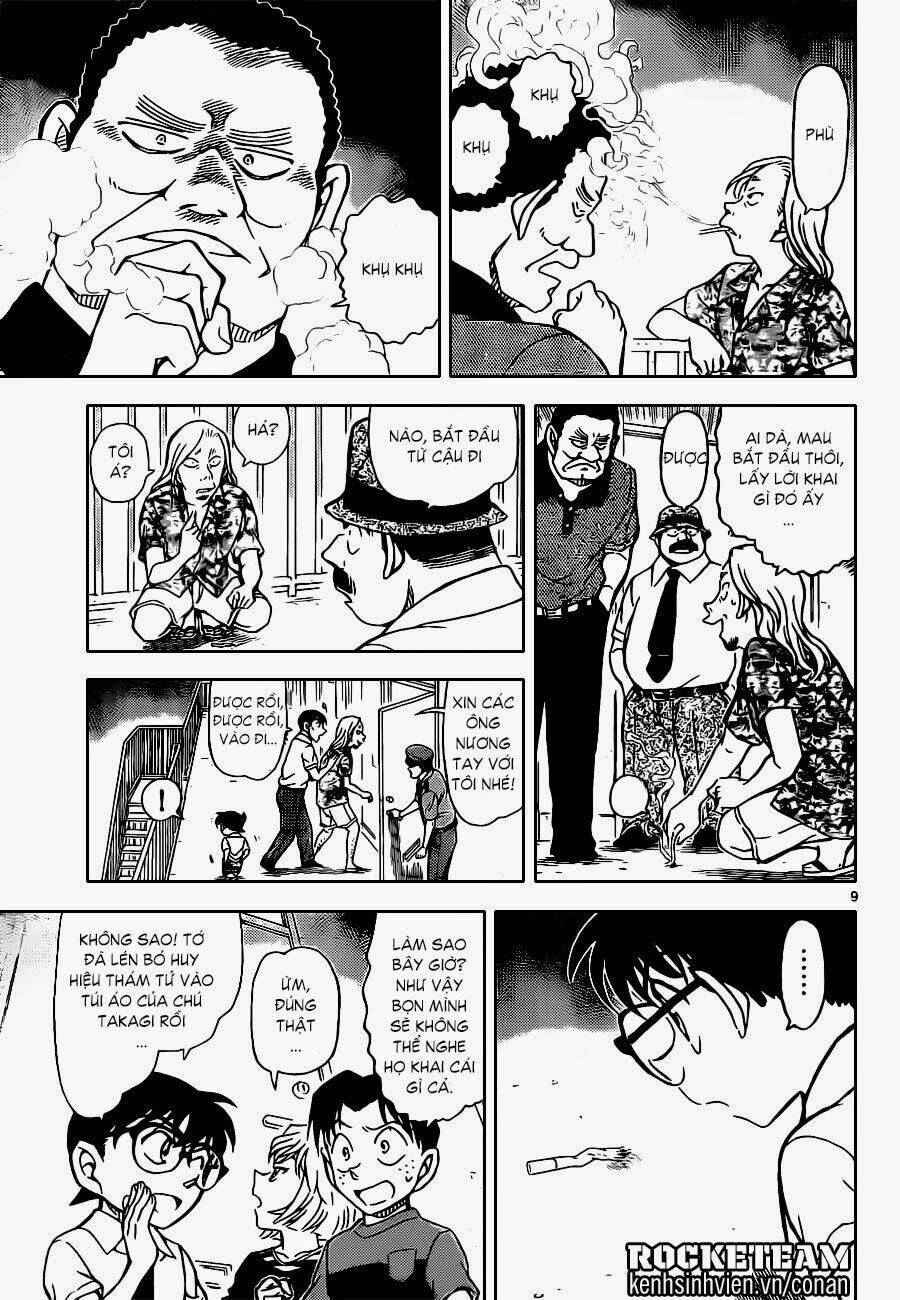 PHÙ
KHỤ
KHỤ
KHỤ KHỤ
AI DÀ, MAU
BẮT ĐẦU THÔI,
LẤY LỜI KHAI
GÌ ĐÓ ẤY
...
ĐƯỢC
NÀO, BẮT ĐẦU
TỪ CẬU ĐI
HẢ?
TÔI
Á?
XIN CÁC
ÔNG
NƯƠNG
TAY VỚI
TÔI NHÉ!
ĐƯỢC RỒI,
ĐƯỢC RỒI,
VÀO ĐI...
!
9
........
LÀM SAO
BÂY GIỜ?
NHƯ VẬY
BỌN MÌNH
SẼ KHÔNG
THỂ NGHE
HỌ KHAI CÁI
GÌ CẢ.
ỪM,
ĐÚNG
THẬT
...
KHÔNG SAO! TỚ
ĐÃ LÉN BỎ HUY
HIỆU THÁM TỬ VÀO
TÚI ÁO CỦA CHÚ
TAKAGI RỒI
ROCKETEAM
kenhsinhvien.vn/conan